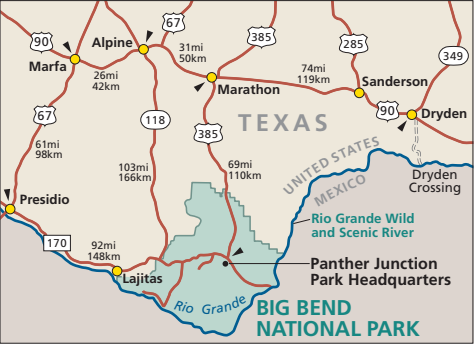 67
90
Alpine
31mi
50km
385
285
349
Marfa
26mi
42km
Marathon
74mi
119km
Sanderson
90
Dryden
67
118
385
TEXAS
61mi
98km
103mi
166km
69mi
110km
UNITED STATES
MEXICO
Dryden
Crossing
Presidio
Rio Grande Wild
and Scenic River
170
92mi
148km
Lajitas
Panther Junction
Park Headquarters
Rio Grande
BIG BEND
NATIONAL PARK